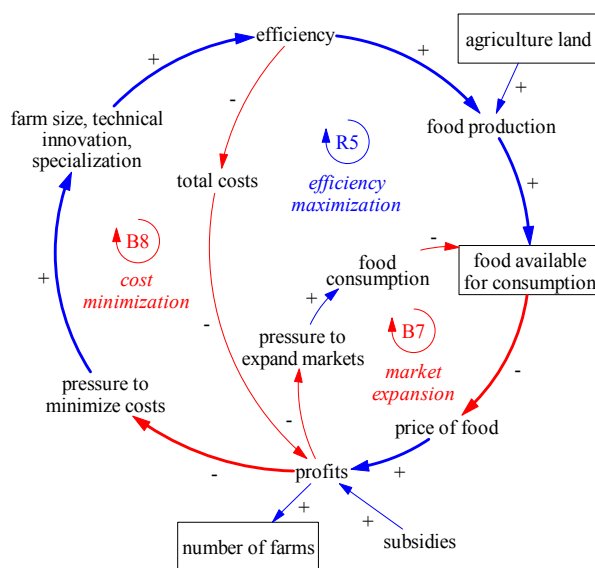 efficiency
agriculture land
+
+
+
-
farm size, technical
innovation,
specialization
R5
food production
total costs
efficiency
maximization
+
B8
cost
minimization
-
food
consumption
food available
for consumption
+
+
-
pressure to
expand markets
B7
market
expansion
-
pressure to
minimize costs
-
price of food
-
profits
+
+
+
number of farms
subsidies